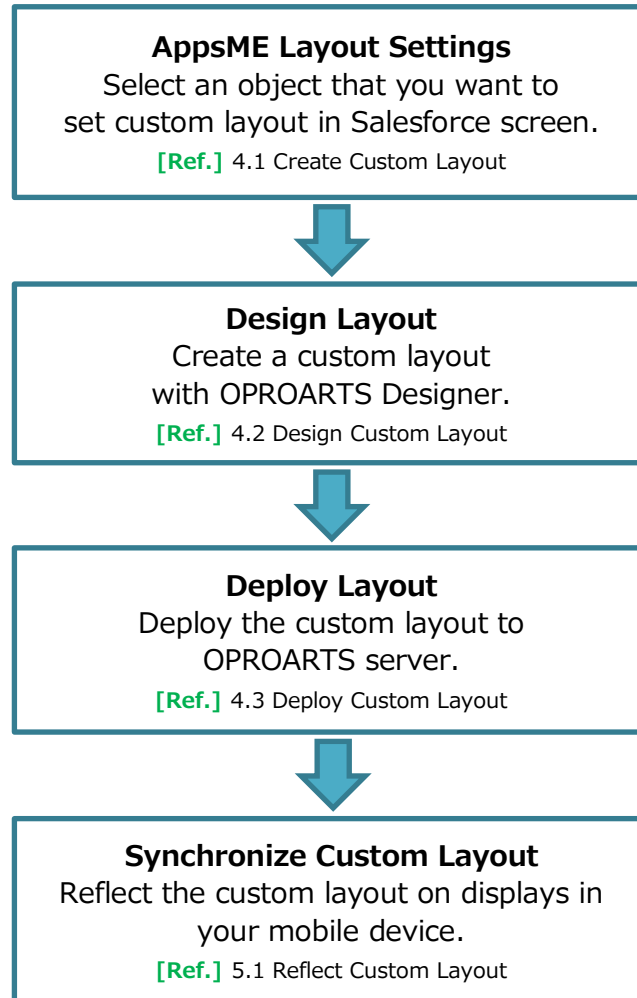 AppsME Layout Settings
Select an object that you want to
set custom layout in Salesforce screen.
[Ref.] 4.1 Create Custom Layout
Design Layout
Create a custom layout
with OPROARTS Designer.
[Ref.] 4.2 Design Custom Layout
Deploy Layout
Deploy the custom layout to
OPROARTS server.
[Ref.] 4.3 Deploy Custom Layout
Synchronize Custom Layout
Reflect the custom layout on displays in
your mobile device.
[Ref.] 5.1 Reflect Custom Layout